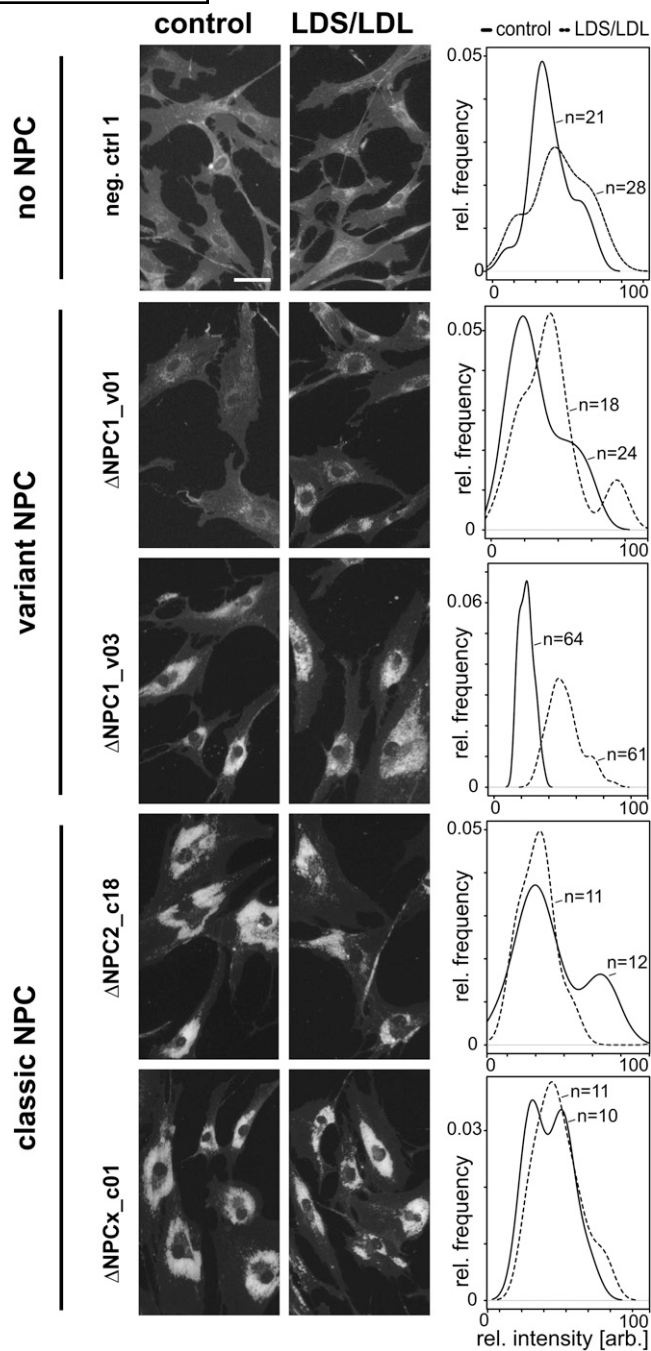 control LDS/LDL
control LDS/LDL
no NPC
neg. ctrl 1
rel. frequency
0.05
0
n=21
n=28
0 100
variant NPC
ΔNPC1_v01
rel. frequency
0.05
0
n=18
n=24
0 100
ΔNPC1_v03
rel. frequency
0.06
0
n=64
n=61
0 100
classic NPC
ΔNPC2_c18
rel. frequency
0.05
0
n=11
n=12
0 100
ΔNPCx_c01
rel. frequency
0.03
n=11
n=10
0 100
rel. intensity [arb.]